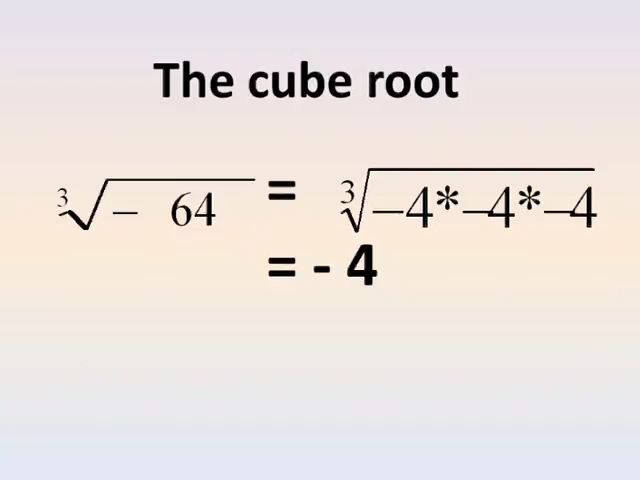 The cube root
∛(- 64) = ∛(-4*-4*-4)
= - 4